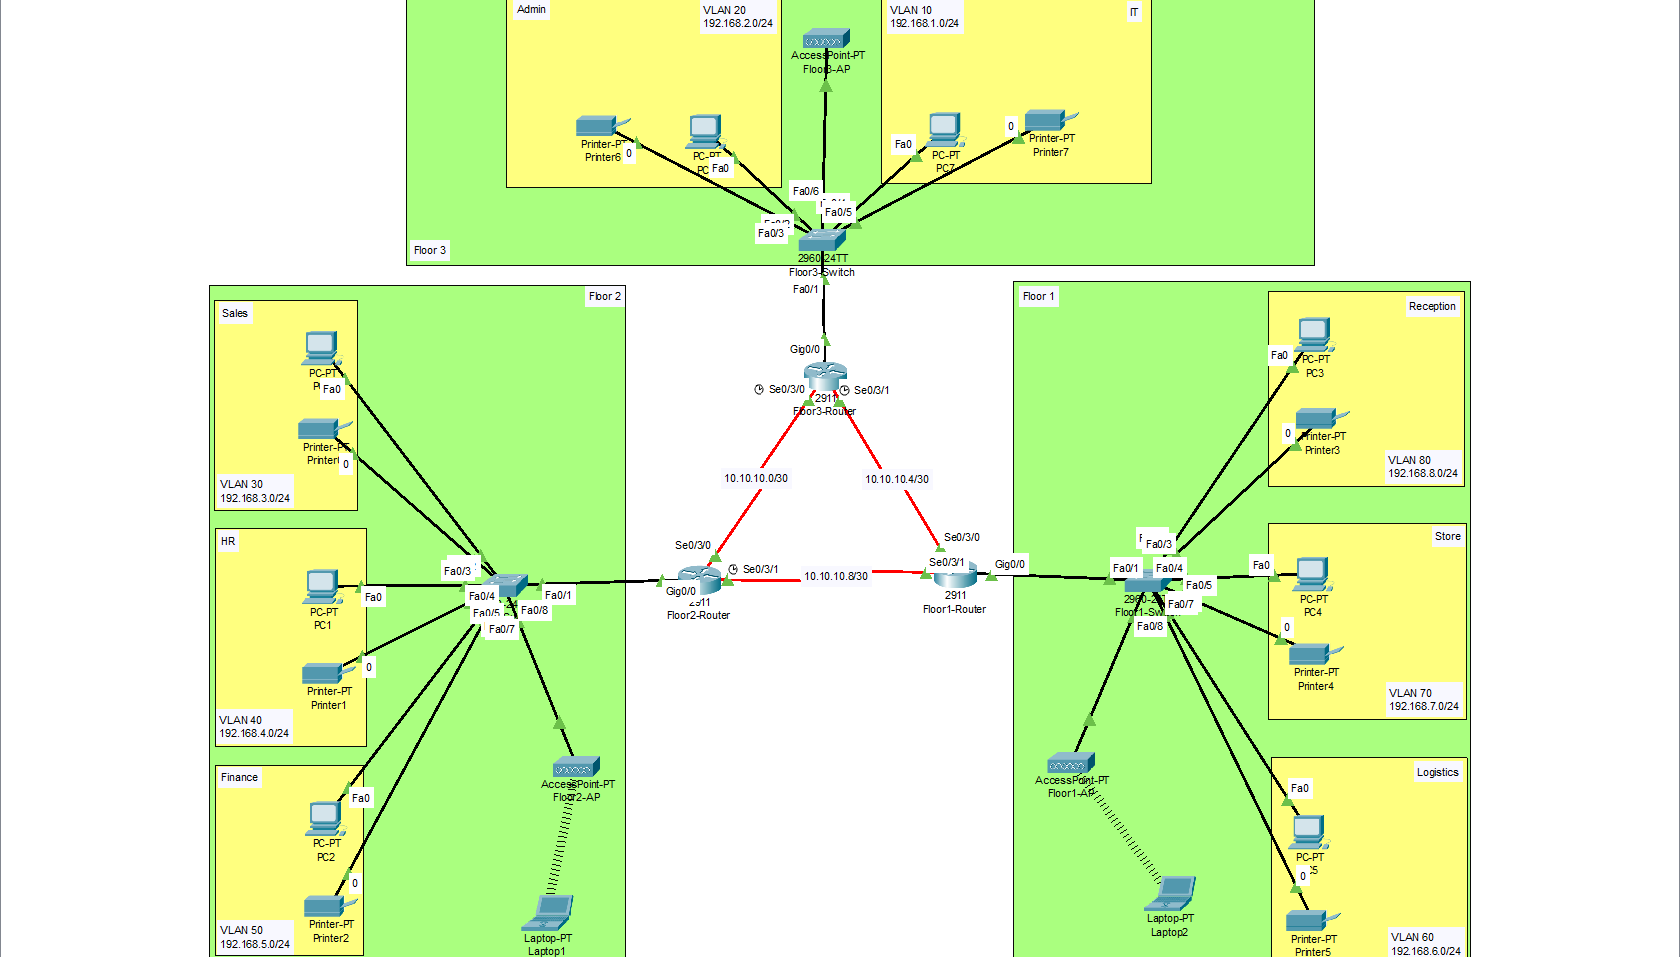 Admin
VLAN 20
192.168.2.0/24
VLAN 10
192.168.1.0/24
IT
AccessPoint-PT
Floor3-AP
Printer-PT
Printer6
0
PC-PT
Fa0
Fa0
PC-PT
PC7
0
Printer-PT
Printer7
Fa0/6
Fa0/5
Fa0/3
2960-24TT
Floor3-Switch
Floor 3
Fa0/1
Gig0/0
Se0/3/0
Se0/3/1
2911
Floor3-Router
10.10.10.0/30
10.10.10.4/30
10.10.10.8/30
Floor 2
Sales
PC-PT
Fa0
Printer-PT
0
VLAN 30
192.168.3.0/24
HR
PC-PT
PC1
Fa0
0
Printer-PT
Printer1
VLAN 40
192.168.4.0/24
Finance
Fa0
PC-PT
PC2
0
Printer-PT
Printer2
VLAN 50
192.168.5.0/24
Fa0/3
Fa0/4
Fa0/5
Fa0/7
Fa0/8
Fa0/1
AccessPoint-PT
Floor2-AP
Laptop-PT
Laptop1
Se0/3/0
Se0/3/1
Gig0/0
2911
Floor2-Router
Se0/3/0
Se0/3/1
Gig0/0
2911
Floor1-Router
Floor 1
Reception
Fa0
PC-PT
PC3
0
Printer-PT
Printer3
VLAN 80
192.168.8.0/24
Store
Fa0
PC-PT
PC4
0
Printer-PT
Printer4
VLAN 70
192.168.7.0/24
Logistics
Fa0
PC-PT
0
Printer-PT
Printer5
VLAN 60
192.168.6.0/24
Fa0/3
Fa0/1
Fa0/4
Fa0/5
Fa0/7
Fa0/8
AccessPoint-PT
Floor1-AP
Laptop-PT
Laptop2